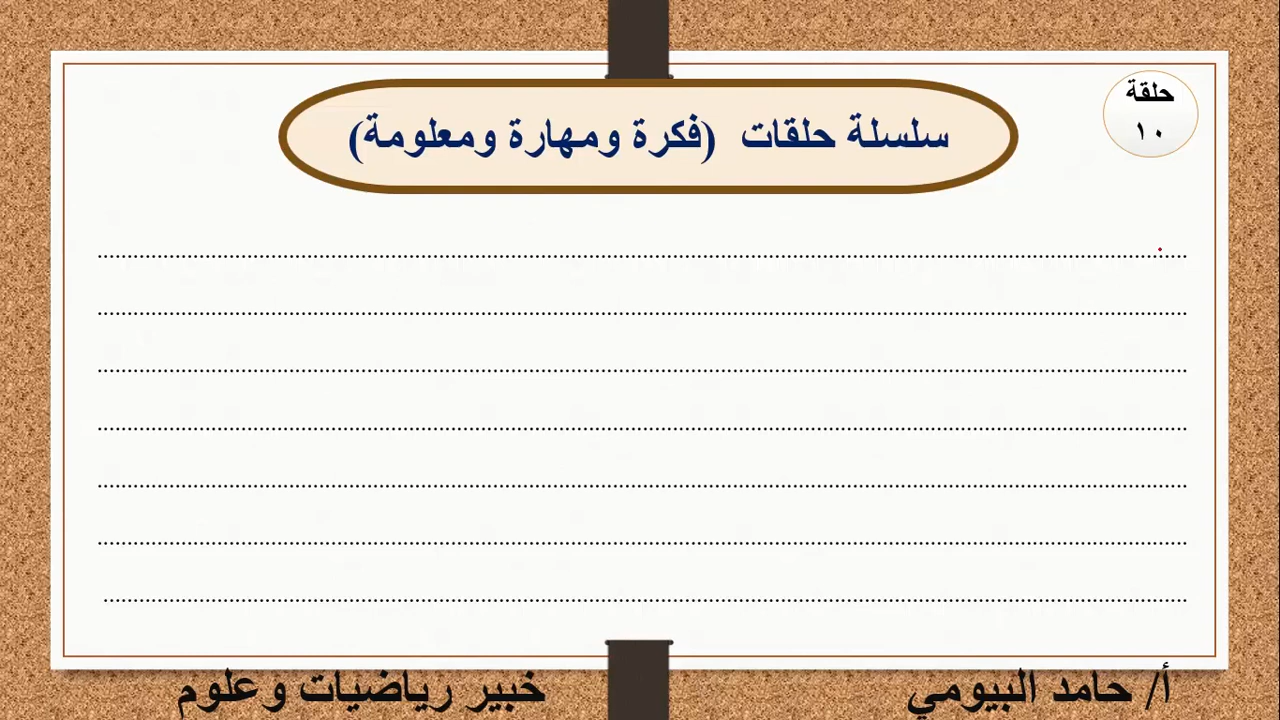 حلقة
١٠
سلسلة حلقات (فكرة ومهارة ومعلومة)
أ/ حامد البيومي
خبير رياضيات وعلوم